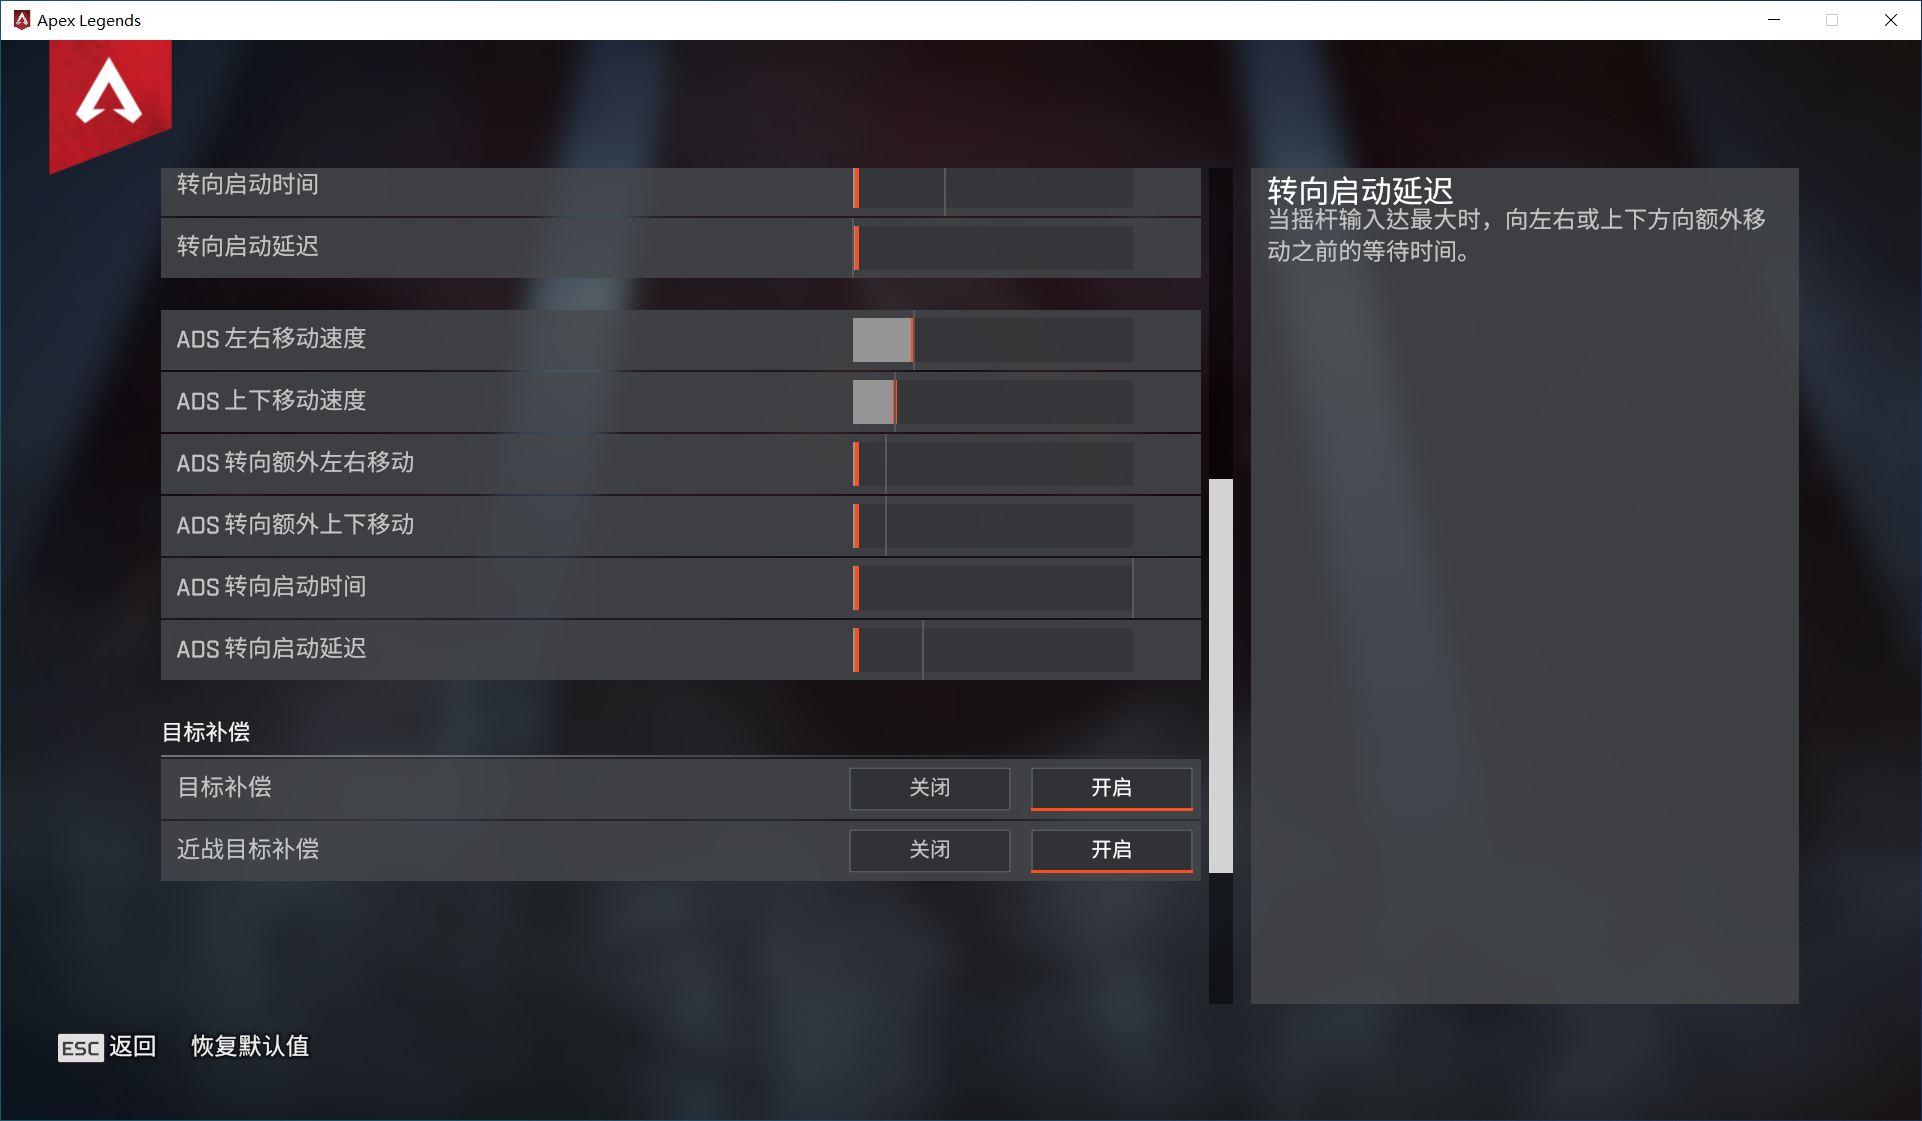 Apex Legends
转向启动时间
转向启动延迟
ADS 左右移动速度
ADS 上下移动速度
ADS 转向额外左右移动
ADS 转向额外上下移动
ADS 转向启动时间
ADS 转向启动延迟
目标补偿
目标补偿 关闭 开启
近战目标补偿 关闭 开启
转向启动延迟
当摇杆输入达最大时，向左右或上下方向额外移
动之前的等待时间。
ESC 返回 恢复默认值